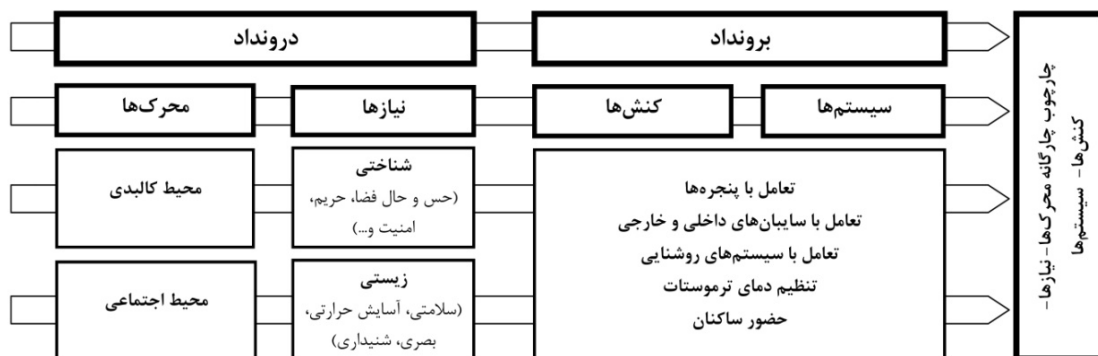 درونداد
برونداد
محرک‌ها
نیازها
کنش‌ها
سیستم‌ها
محیط کالبدی
شناختی
(حس و حال فضا، حریم،
امنیت و...)
محیط اجتماعی
زیستی
(سلامتی، آسایش حرارتی،
بصری، شنیداری)
تعامل با پنجره‌ها
تعامل با سایبان‌های داخلی و خارجی
تعامل با سیستم‌های روشنایی
تنظیم دمای ترموستات
حضور ساکنان
چارچوب چارگانه محرک‌ها- نیازها-
کنش‌ها- سیستم‌ها